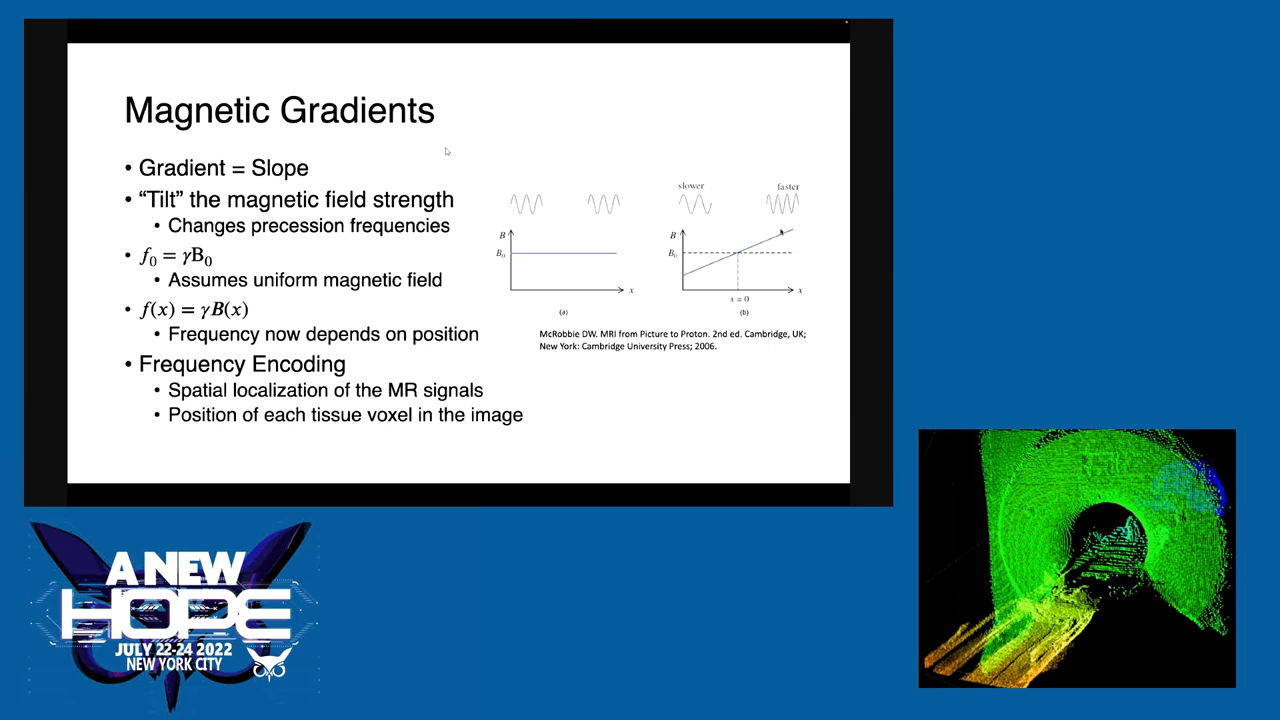 Magnetic Gradients
• Gradient = Slope
• “Tilt” the magnetic field strength
• Changes precession frequencies
• f₀ = γB₀
• Assumes uniform magnetic field
• f(x) = γB(x)
• Frequency now depends on position
• Frequency Encoding
• Spatial localization of the MR signals
• Position of each tissue voxel in the image
B
B₀
x
(a)
slower
faster
B
B₀
x
x = 0
(b)
McRobbie DW. MRI from Picture to Proton. 2nd ed. Cambridge, UK;
New York: Cambridge University Press; 2006.
A NEW
HOPE
JULY 22-24 2022
NEW YORK CITY